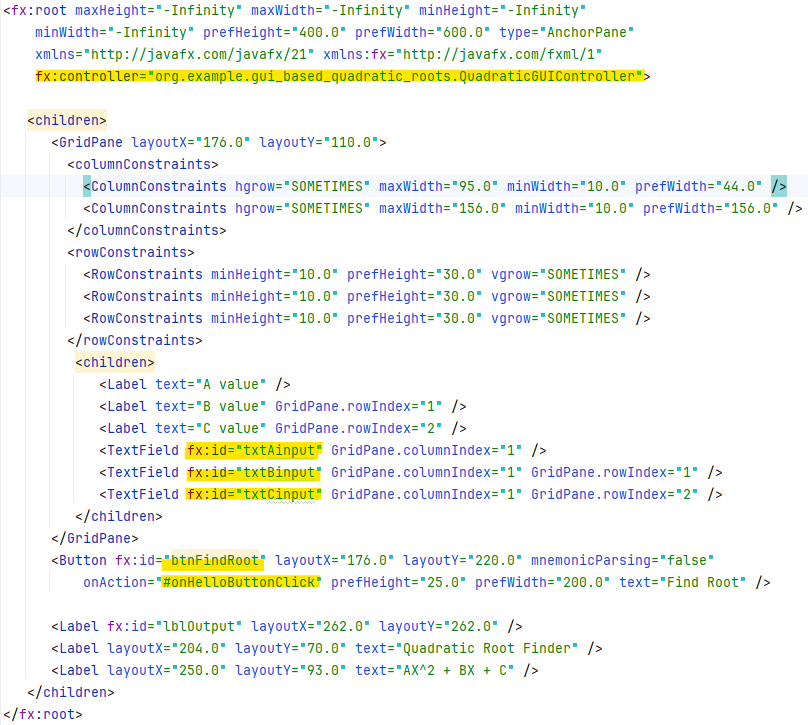 <fx:root maxHeight="-Infinity" maxWidth="-Infinity" minHeight="-Infinity"
minWidth="-Infinity" prefHeight="400.0" prefWidth="600.0" type="AnchorPane"
xmlns="http://javafx.com/javafx/21" xmlns:fx="http://javafx.com/fxml/1"
fx:controller="org.example.gui_based_quadratic_roots.QuadraticGUIController">
<children>
<GridPane layoutX="176.0" layoutY="110.0">
<columnConstraints>
<ColumnConstraints hgrow="SOMETIMES" maxWidth="95.0" minWidth="10.0" prefWidth="44.0" />
<ColumnConstraints hgrow="SOMETIMES" maxWidth="156.0" minWidth="10.0" prefWidth="156.0" />
</columnConstraints>
<rowConstraints>
<RowConstraints minHeight="10.0" prefHeight="30.0" vgrow="SOMETIMES" />
<RowConstraints minHeight="10.0" prefHeight="30.0" vgrow="SOMETIMES" />
<RowConstraints minHeight="10.0" prefHeight="30.0" vgrow="SOMETIMES" />
</rowConstraints>
<children>
<Label text="A value" />
<Label text="B value" GridPane.rowIndex="1" />
<Label text="C value" GridPane.rowIndex="2" />
<TextField fx:id="txtAinput" GridPane.columnIndex="1" />
<TextField fx:id="txtBinput" GridPane.columnIndex="1" GridPane.rowIndex="1" />
<TextField fx:id="txtCinput" GridPane.columnIndex="1" GridPane.rowIndex="2" />
</children>
</GridPane>
<Button fx:id="btnFindRoot" layoutX="176.0" layoutY="220.0" mnemonicParsing="false"
onAction="#onHelloButtonClick" prefHeight="25.0" prefWidth="200.0" text="Find Root" />
<Label fx:id="lblOutput" layoutX="262.0" layoutY="262.0" />
<Label layoutX="204.0" layoutY="70.0" text="Quadratic Root Finder" />
<Label layoutX="250.0" layoutY="93.0" text="AX^2 + BX + C" />
</children>
</fx:root>